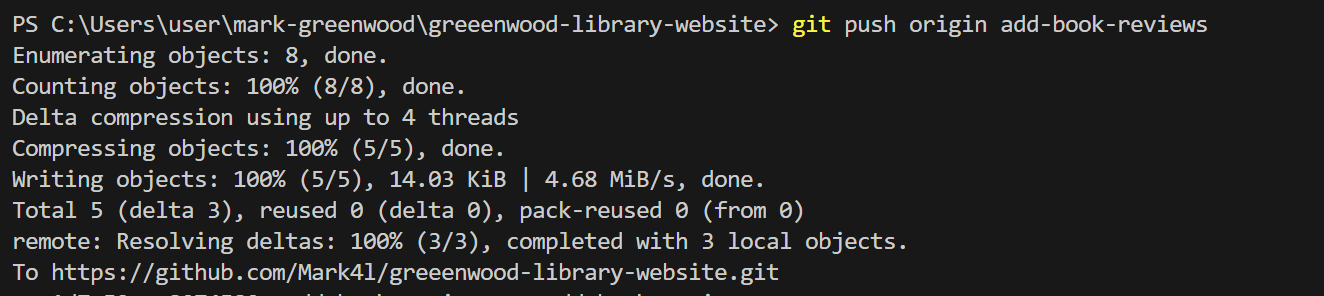 PS C:\Users\user\mark-greenwood\greeenwood-library-website> git push origin add-book-reviews
Enumerating objects: 8, done.
Counting objects: 100% (8/8), done.
Delta compression using up to 4 threads
Compressing objects: 100% (5/5), done.
Writing objects: 100% (5/5), 14.03 KiB | 4.68 MiB/s, done.
Total 5 (delta 3), reused 0 (delta 0), pack-reused 0 (from 0)
remote: Resolving deltas: 100% (3/3), completed with 3 local objects.
To https://github.com/Mark4l/greeenwood-library-website.git